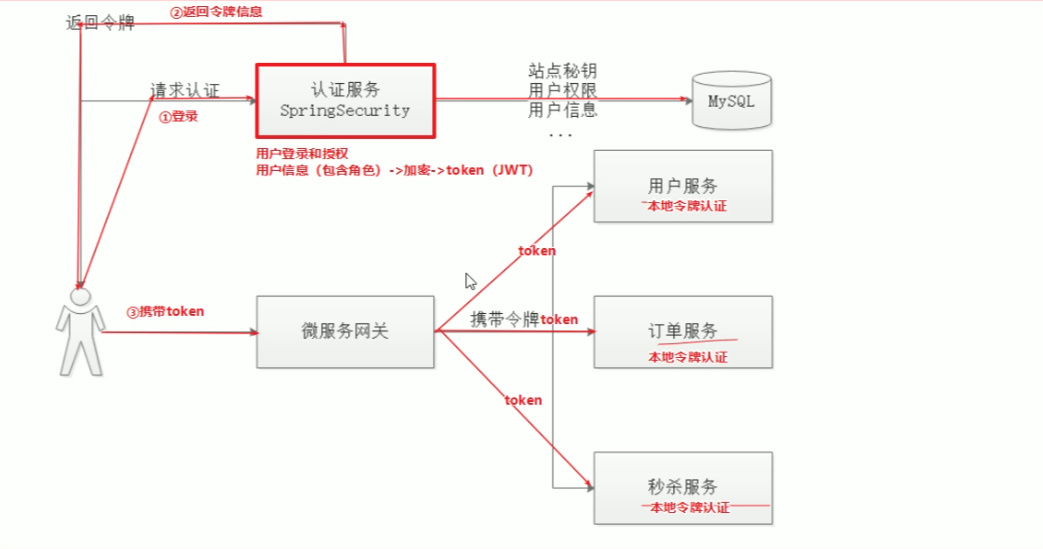 ②返回令牌信息
返回令牌
请求认证
①登录
认证服务
SpringSecurity
站点秘钥
用户权限
用户信息
...
MySQL
用户登录和授权
用户信息（包含角色）->加密->token（JWT）
用户服务
本地令牌认证
token
③携带token
微服务网关
携带令牌token
订单服务
本地令牌认证
token
秒杀服务
本地令牌认证